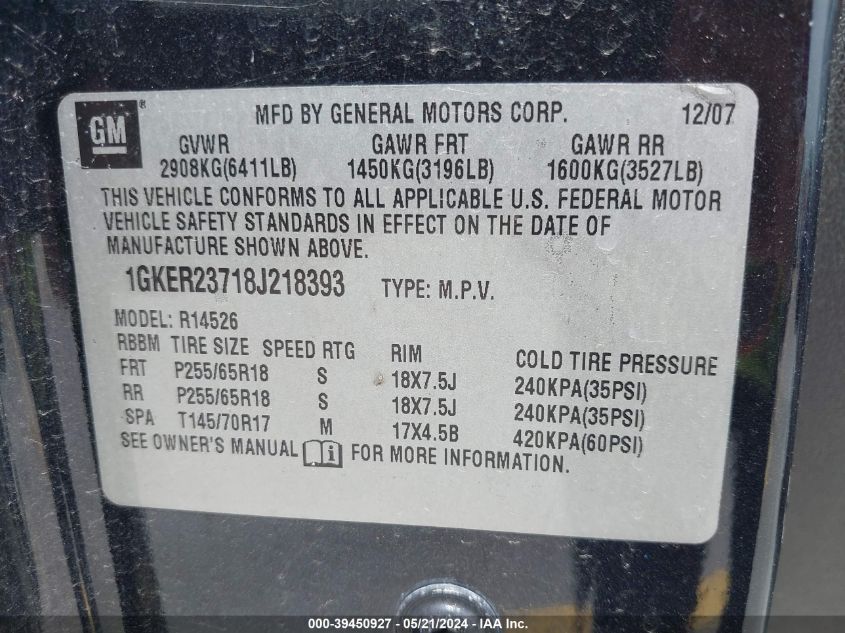 GM® MFD BY GENERAL MOTORS CORP. 12/07
GVWR GAWR FRT GAWR RR
2908KG(6411LB) 1450KG(3196LB) 1600KG(3527LB)
THIS VEHICLE CONFORMS TO ALL APPLICABLE U.S. FEDERAL MOTOR
VEHICLE SAFETY STANDARDS IN EFFECT ON THE DATE OF
MANUFACTURE SHOWN ABOVE.
1GKER23718J218393 TYPE: M.P.V.
MODEL: R14526
RBBM TIRE SIZE SPEED RTG RIM COLD TIRE PRESSURE
FRT P255/65R18 S 18X7.5J 240KPA(35PSI)
RR P255/65R18 S 18X7.5J 240KPA(35PSI)
SPA T145/70R17 M 17X4.5B 420KPA(60PSI)
SEE OWNER'S MANUAL i FOR MORE INFORMATION.
000-39450927 - 05/21/2024 - IAA Inc.